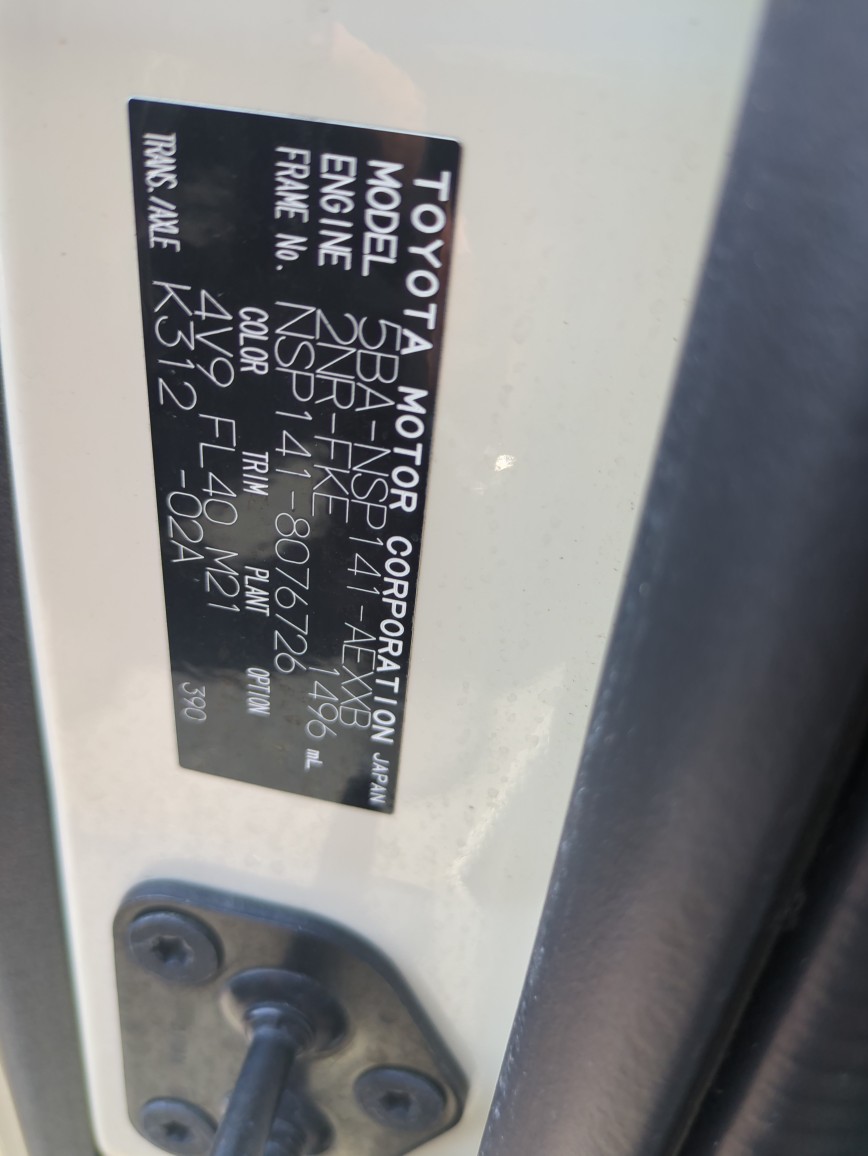 TOYOTA MOTOR CORPORATION JAPAN
MODEL 5BA-NSP141-AEXXB
ENGINE 2NR-FKE 1496 mL
FRAME No. NSP141-8076726
COLOR TRIM PLANT OPTION
4V9 FL40 M21
TRANS./AXLE K312 -02A 390